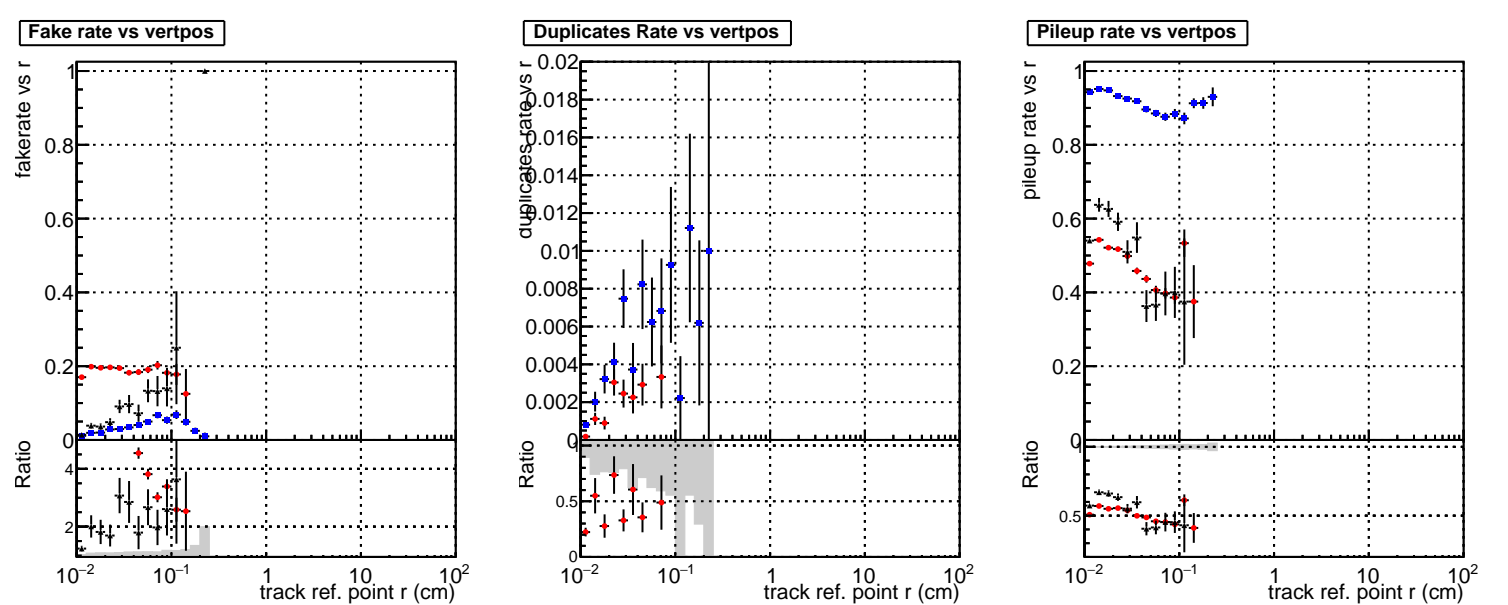 Fake rate vs vertpos
fakerate vs r
1
0.8
0.6
0.4
0.2
0
Ratio
4
2
10⁻² 10⁻¹ 1 10 10²
track ref. point r (cm)
Duplicates Rate vs vertpos
duplicates rate vs r
0.02
0.018
0.016
0.014
0.012
0.01
0.008
0.006
0.004
0.002
0
Ratio
1
0.5
0
10⁻² 10⁻¹ 1 10 10²
track ref. point r (cm)
Pileup rate vs vertpos
pileup rate vs r
1
0.8
0.6
0.4
0.2
0
Ratio
1
0.5
10⁻² 10⁻¹ 1 10 10²
track ref. point r (cm)